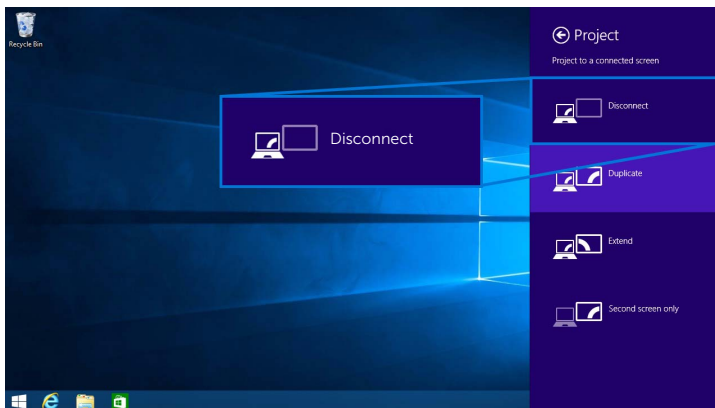 Recycle Bin
Project
Project to a connected screen
Disconnect
Disconnect
Duplicate
Extend
Second screen only